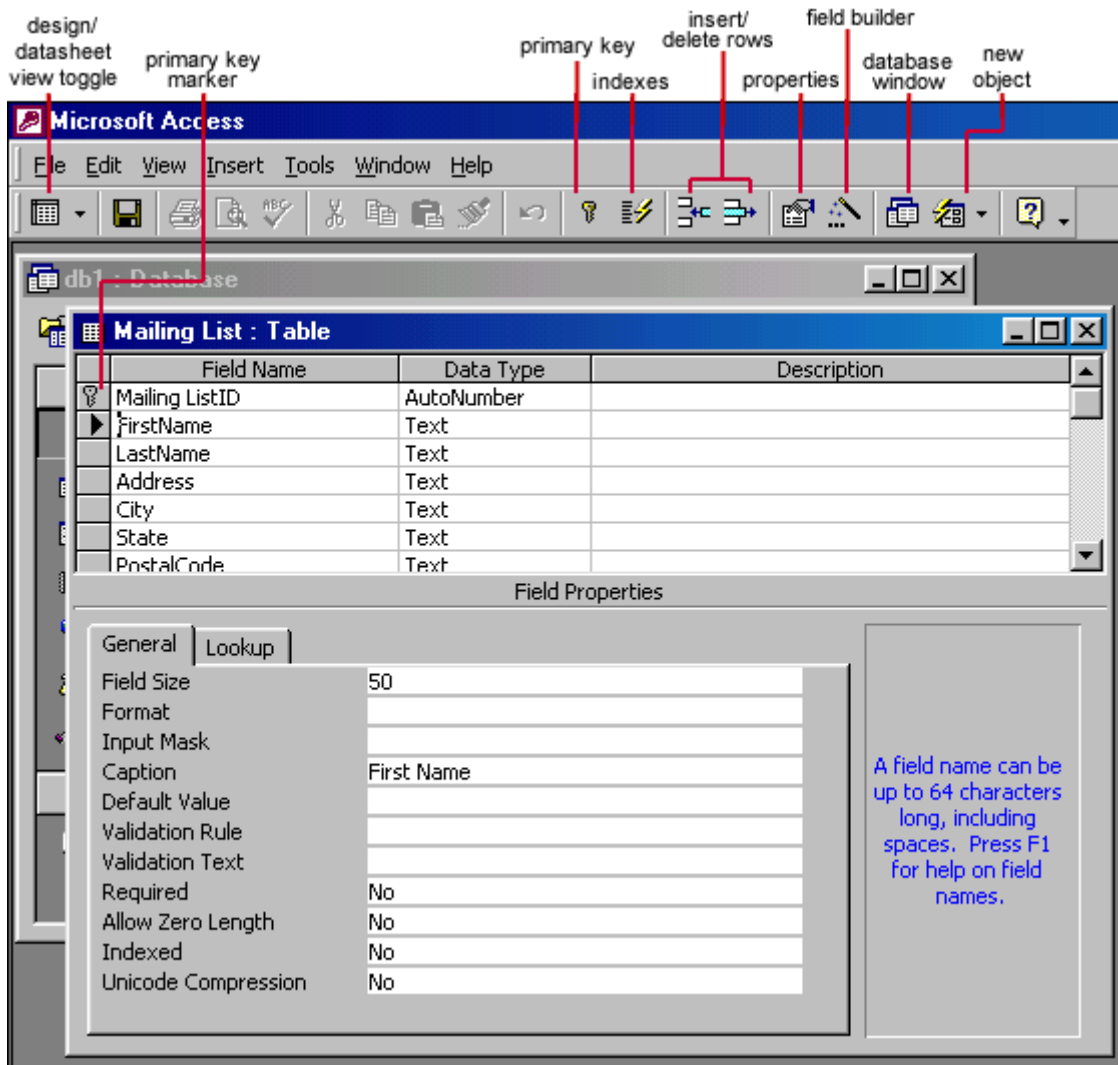 design/
datasheet
view toggle
primary key
marker
primary key
indexes
insert/
delete rows
properties
field builder
database
window
new
object
Microsoft Access
File Edit View Insert Tools Window Help
ABC
db1 : Database
Mailing List : Table
Field Name Data Type Description
Mailing ListID AutoNumber
FirstName Text
LastName Text
Address Text
City Text
State Text
PostalCode Text
Field Properties
General Lookup
Field Size 50
Format
Input Mask
Caption First Name
Default Value
Validation Rule
Validation Text
Required No
Allow Zero Length No
Indexed No
Unicode Compression No
A field name can be
up to 64 characters
long, including
spaces. Press F1
for help on field
names.